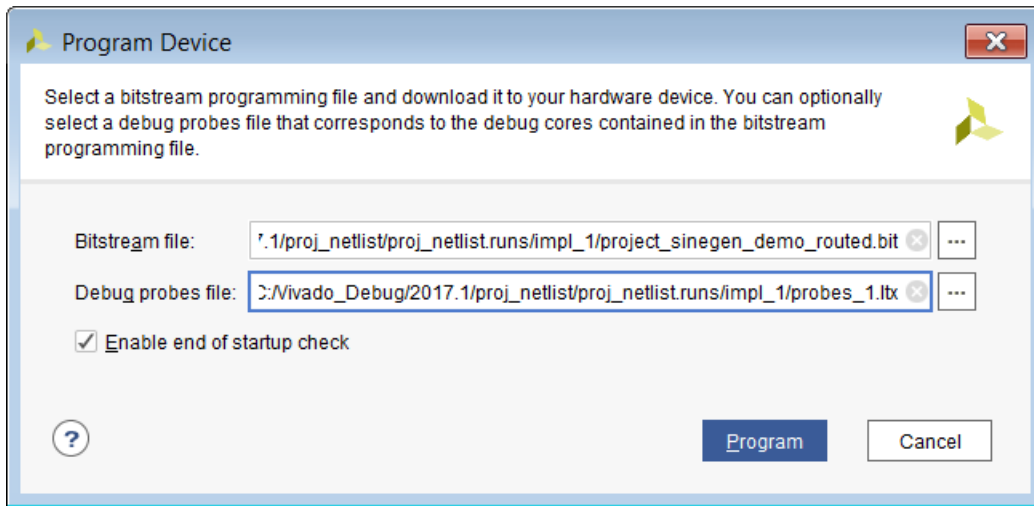 Program Device
Select a bitstream programming file and download it to your hardware device. You can optionally
select a debug probes file that corresponds to the debug cores contained in the bitstream
programming file.
Bitstream file: 7.1/proj_netlist/proj_netlist.runs/impl_1/project_sinegen_demo_routed.bit ...
Debug probes file: C:/Vivado_Debug/2017.1/proj_netlist/proj_netlist.runs/impl_1/probes_1.ltx ...
Enable end of startup check
? Program Cancel